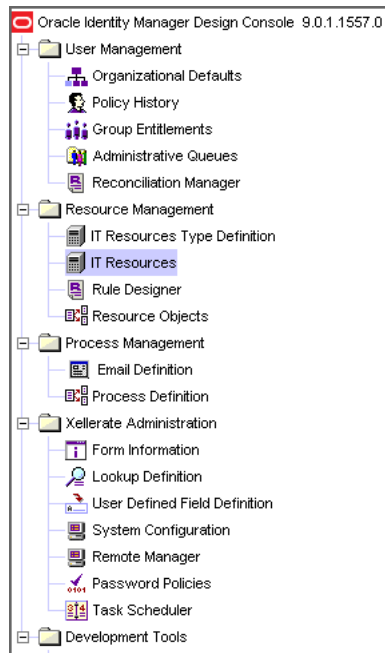 Oracle Identity Manager Design Console 9.0.1.1557.0
User Management
Organizational Defaults
Policy History
Group Entitlements
Administrative Queues
Reconciliation Manager
Resource Management
IT Resources Type Definition
IT Resources
Rule Designer
Resource Objects
Process Management
Email Definition
Process Definition
Xellerate Administration
Form Information
Lookup Definition
User Defined Field Definition
System Configuration
Remote Manager
Password Policies
Task Scheduler
Development Tools